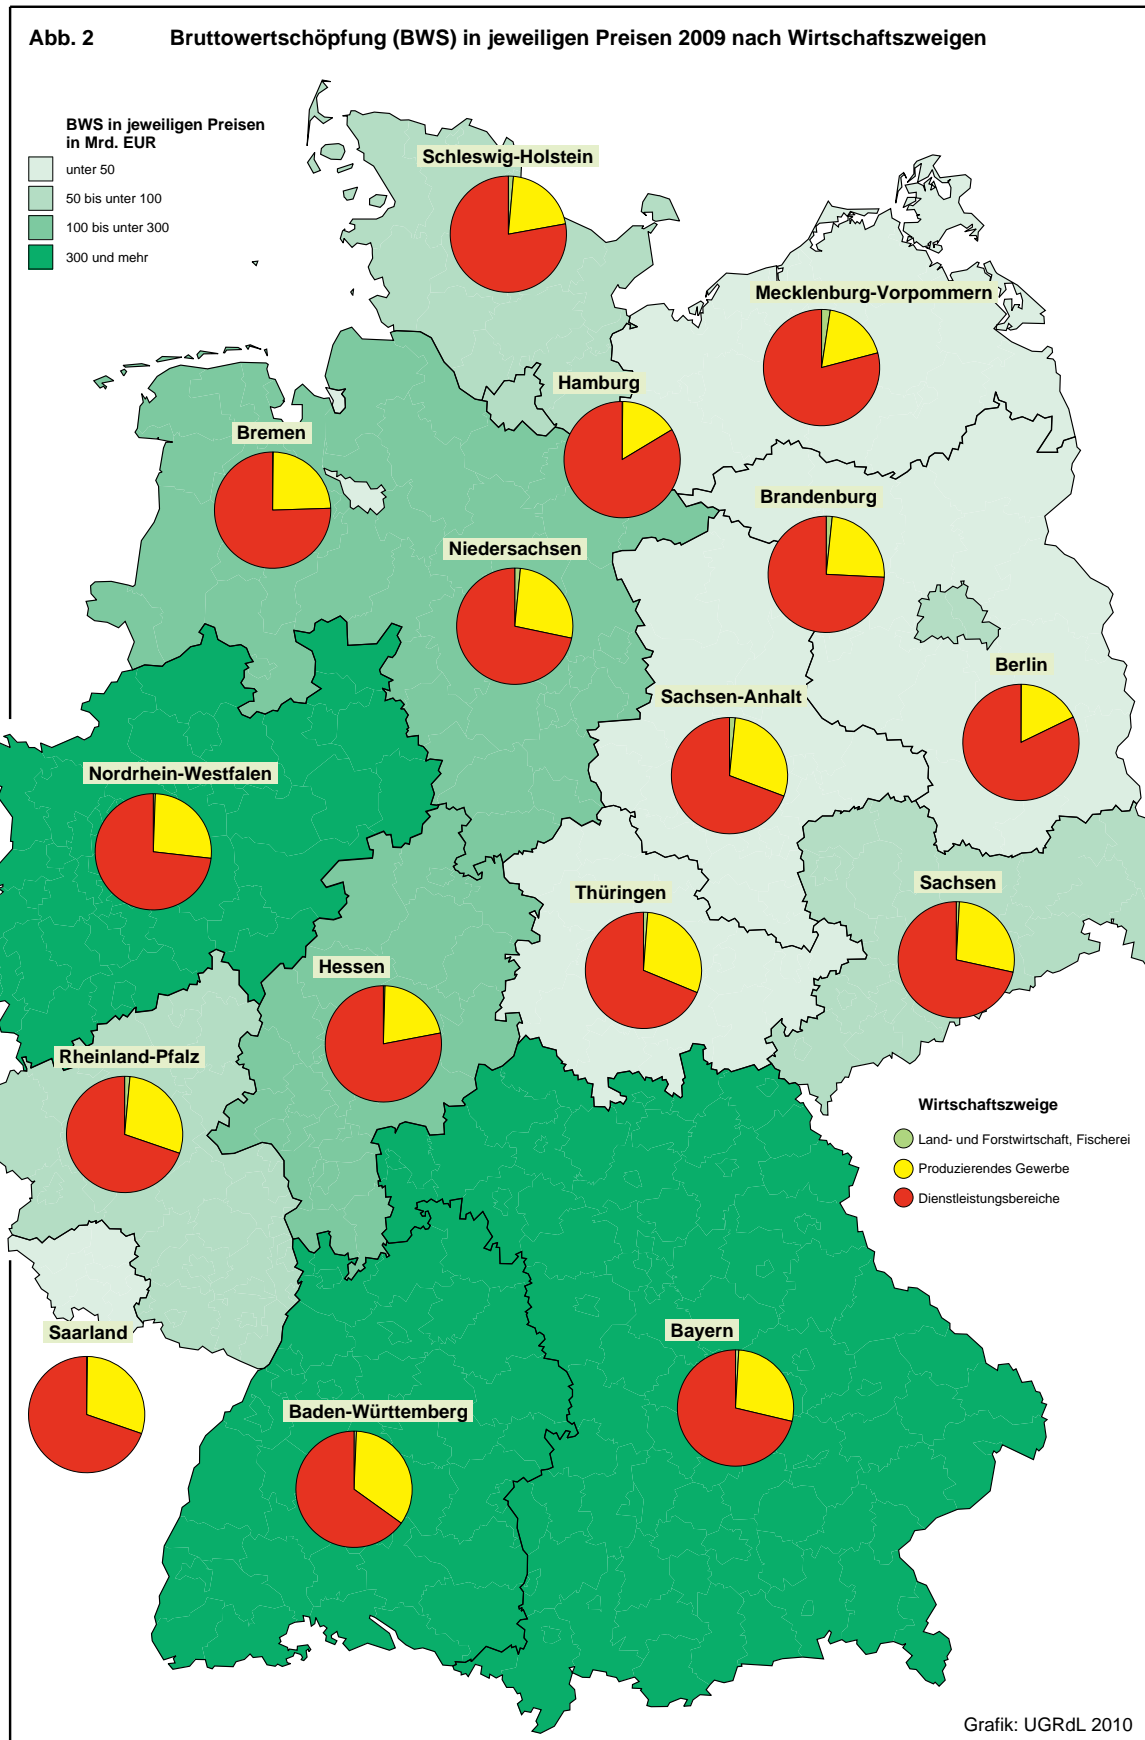 Abb. 2 Bruttowertschöpfung (BWS) in jeweiligen Preisen 2009 nach Wirtschaftszweigen
BWS in jeweiligen Preisen
in Mrd. EUR
unter 50
50 bis unter 100
100 bis unter 300
300 und mehr
Schleswig-Holstein
Mecklenburg-Vorpommern
Hamburg
Bremen
Brandenburg
Niedersachsen
Berlin
Sachsen-Anhalt
Nordrhein-Westfalen
Sachsen
Thüringen
Hessen
Rheinland-Pfalz
Wirtschaftszweige
Land- und Forstwirtschaft, Fischerei
Produzierendes Gewerbe
Dienstleistungsbereiche
Saarland
Bayern
Baden-Württemberg
Grafik: UGRdL 2010